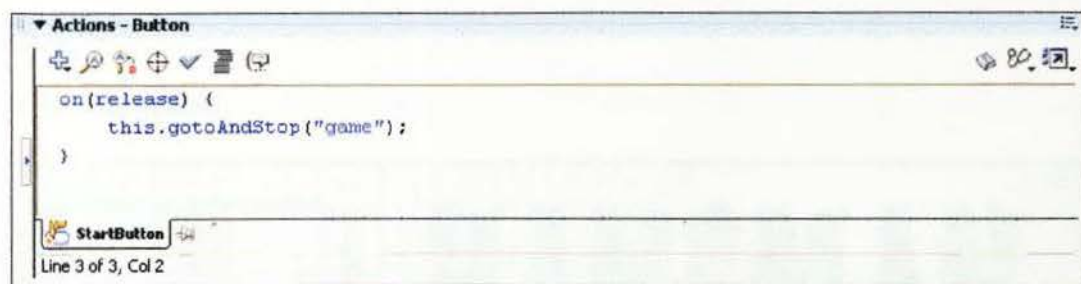 Actions - Button
on(release) {
    this.gotoAndStop("game");
}
StartButton
Line 3 of 3, Col 2